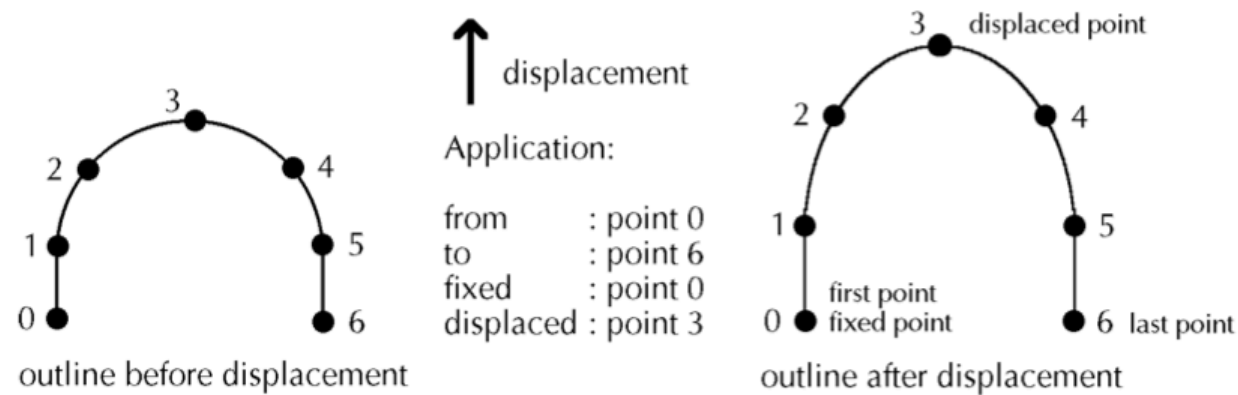 3
2
4
1
5
0
6
outline before displacement
displacement
Application:
from : point 0
to : point 6
fixed : point 0
displaced : point 3
3 displaced point
2
4
1
5
first point
0 fixed point
6 last point
outline after displacement